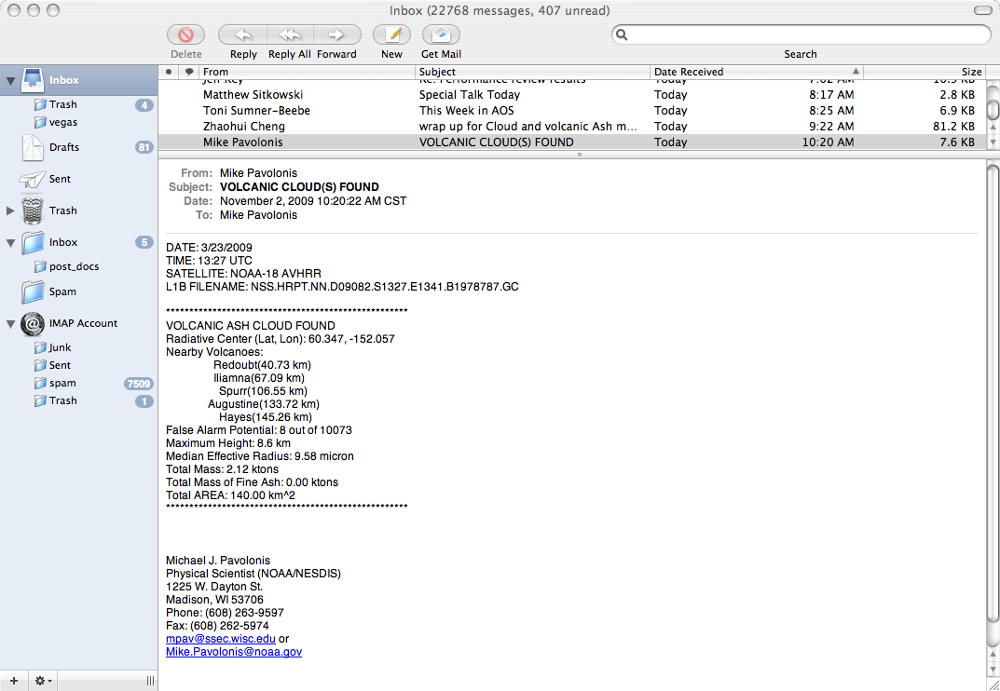 Inbox (22768 messages, 407 unread)
Delete Reply Reply All Forward New Get Mail Search
From Subject Date Received Size
Matthew Sitkowski Special Talk Today Today 8:17 AM 2.8 KB
Toni Sumner-Beebe This Week in AOS Today 8:25 AM 6.9 KB
Zhaohui Cheng wrap up for Cloud and volcanic Ash m... Today 9:22 AM 81.2 KB
Mike Pavolonis VOLCANIC CLOUD(S) FOUND Today 10:20 AM 7.6 KB
Inbox
Trash 4
vegas
Drafts 81
Sent
Trash
Inbox 5
post_docs
Spam
IMAP Account
Junk
Sent
spam 7509
Trash 1
From: Mike Pavolonis
Subject: VOLCANIC CLOUD(S) FOUND
Date: November 2, 2009 10:20:22 AM CST
To: Mike Pavolonis
DATE: 3/23/2009
TIME: 13:27 UTC
SATELLITE: NOAA-18 AVHRR
L1B FILENAME: NSS.HRPT.NN.D09082.S1327.E1341.B1978787.GC
****************************************************
VOLCANIC ASH CLOUD FOUND
Radiative Center (Lat, Lon): 60.347, -152.057
Nearby Volcanoes:
Redoubt(40.73 km)
Iliamna(67.09 km)
Spurr(106.55 km)
Augustine(133.72 km)
Hayes(145.26 km)
False Alarm Potential: 8 out of 10073
Maximum Height: 8.6 km
Median Effective Radius: 9.58 micron
Total Mass: 2.12 ktons
Total Mass of Fine Ash: 0.00 ktons
Total AREA: 140.00 km^2
****************************************************
Michael J. Pavolonis
Physical Scientist (NOAA/NESDIS)
1225 W. Dayton St.
Madison, WI 53706
Phone: (608) 263-9597
Fax: (608) 262-5974
mpav@ssec.wisc.edu or
Mike.Pavolonis@noaa.gov